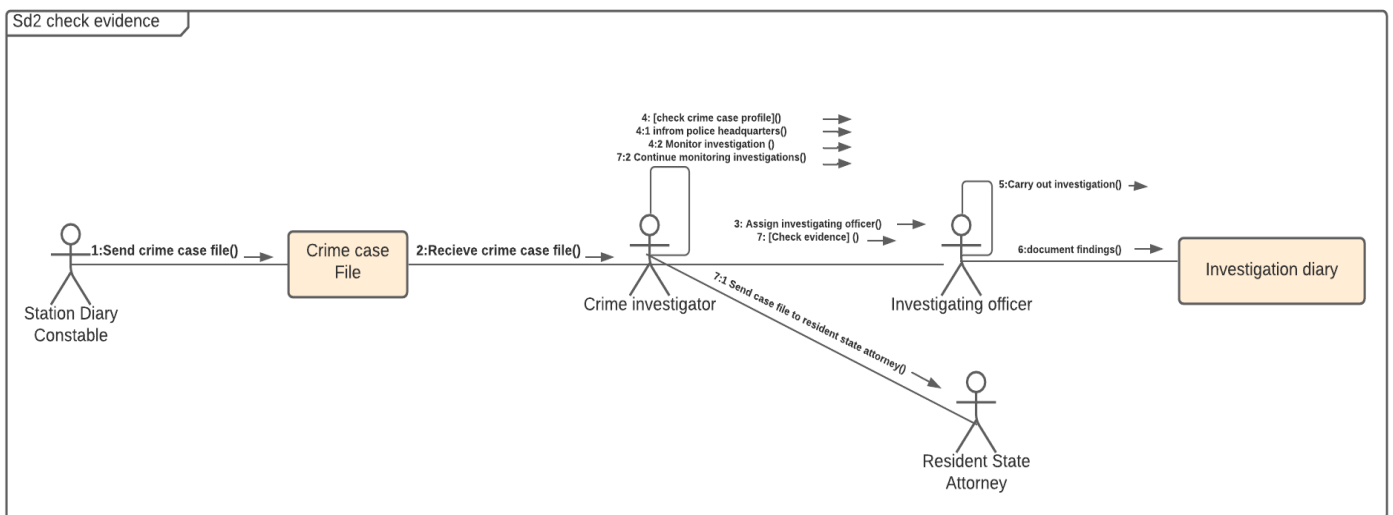 Sd2 check evidence
4: [check crime case profile]()
4:1 infrom police headquarters()
4:2 Monitor investigation ()
7:2 Continue monitoring investigations()
5:Carry out investigation()
3: Assign investigating officer()
7: [Check evidence] ()
1:Send crime case file()
Crime case
File
2:Recieve crime case file()
6:document findings()
Investigation diary
7:1 Send case file to resident state attorney()
Station Diary
Constable
Crime investigator
Investigating officer
Resident State
Attorney